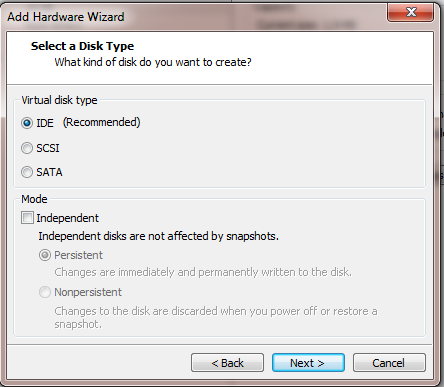 Add Hardware Wizard
Select a Disk Type
What kind of disk do you want to create?
Virtual disk type
IDE (Recommended)
SCSI
SATA
Mode
Independent
Independent disks are not affected by snapshots.
Persistent
Changes are immediately and permanently written to the disk.
Nonpersistent
Changes to the disk are discarded when you power off or restore a
snapshot.
< Back
Next >
Cancel